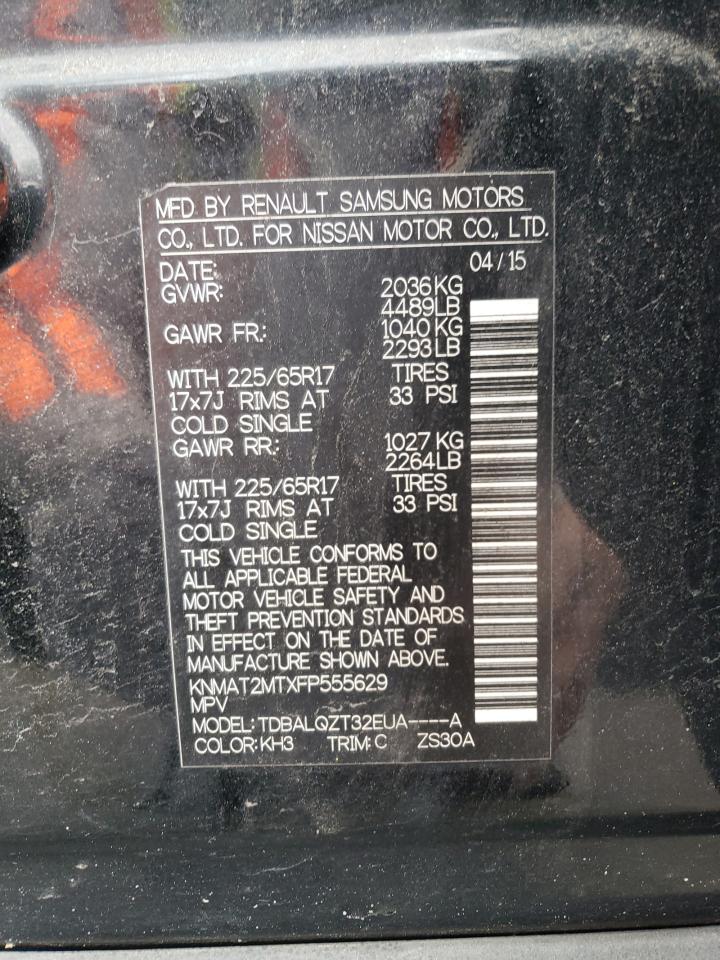 MFD BY RENAULT SAMSUNG MOTORS
CO., LTD. FOR NISSAN MOTOR CO., LTD.
DATE: 04/15
GVWR: 2036 KG
4489LB
GAWR FR.: 1040 KG
2293 LB
WITH 225/65R17 TIRES
17x7J RIMS AT 33 PSI
COLD SINGLE
GAWR RR.: 1027 KG
2264LB
WITH 225/65R17 TIRES
17x7J RIMS AT 33 PSI
COLD SINGLE
THIS VEHICLE CONFORMS TO
ALL APPLICABLE FEDERAL
MOTOR VEHICLE SAFETY AND
THEFT PREVENTION STANDARDS
IN EFFECT ON THE DATE OF
MANUFACTURE SHOWN ABOVE.
KNMAT2MTXFP555629
MPV
MODEL: TDBALQZT32EUA----A
COLOR: KH3 TRIM: C ZS30A